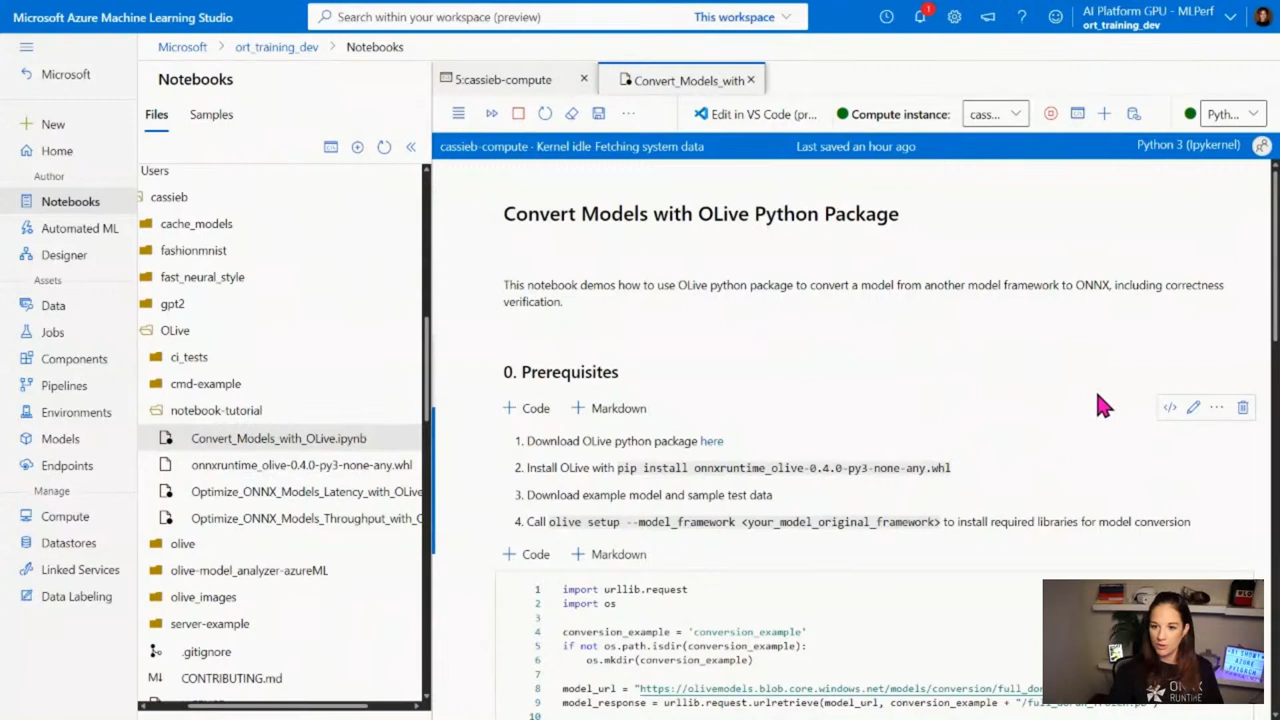 Microsoft Azure Machine Learning Studio
Search within your workspace (preview)
This workspace
1
AI Platform GPU - MLPerf
ort_training_dev
Microsoft
New
Home
Author
Notebooks
Automated ML
Designer
Assets
Data
Jobs
Components
Pipelines
Environments
Models
Endpoints
Manage
Compute
Datastores
Linked Services
Data Labeling
Microsoft > ort_training_dev > Notebooks
Notebooks
Files Samples
Users
cassieb
cache_models
fashionmnist
fast_neural_style
gpt2
OLive
ci_tests
cmd-example
notebook-tutorial
Convert_Models_with_OLive.ipynb
onnxruntime_olive-0.4.0-py3-none-any.whl
Optimize_ONNX_Models_Latency_with_OLive
Optimize_ONNX_Models_Throughput_with_O
olive
olive-model_analyzer-azureML
olive_images
server-example
.gitignore
CONTRIBUTING.md
5:cassieb-compute
Convert_Models_with
Edit in VS Code (pr...
Compute instance:
cass...
Pyth...
cassieb-compute · Kernel idle Fetching system data
Last saved an hour ago
Python 3 (Ipykernel)
Convert Models with OLive Python Package
This notebook demos how to use OLive python package to convert a model from another model framework to ONNX, including correctness
verification.
0. Prerequisites
+ Code + Markdown
1. Download OLive python package here
2. Install OLive with pip install onnxruntime_olive-0.4.0-py3-none-any.whl
3. Download example model and sample test data
4. Call olive setup --model_framework <your_model_original_framework> to install required libraries for model conversion
+ Code + Markdown
1 import urllib.request
2 import os
3
4 conversion_example = 'conversion_example'
5 if not os.path.isdir(conversion_example):
6 os.mkdir(conversion_example)
7
8 model_url = "https://olivemodels.blob.core.windows.net/models/conversion/full_do
9 model_response = urllib.request.urlretrieve(model_url, conversion_example +
10
ONNX
RUNTIME